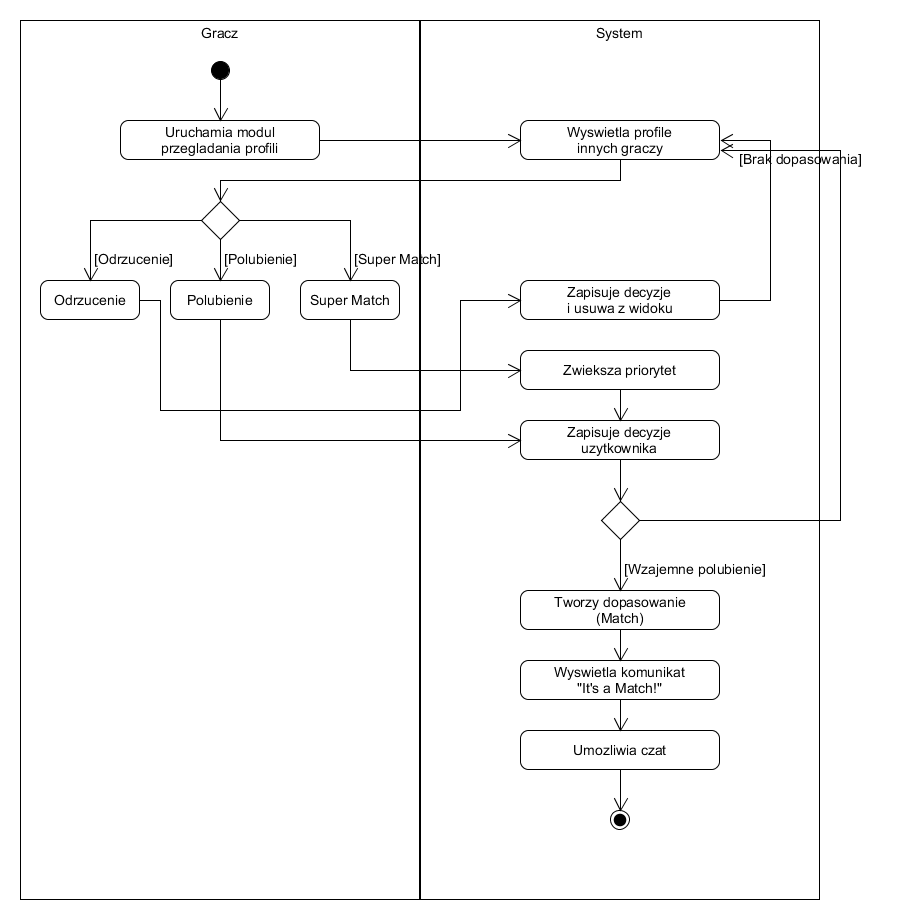 Gracz
System
Uruchamia modul
przegladania profili
Wyswietla profile
innych graczy
[Brak dopasowania]
[Odrzucenie]
[Polubienie]
[Super Match]
Odrzucenie
Polubienie
Super Match
Zapisuje decyzje
i usuwa z widoku
Zwieksza priorytet
Zapisuje decyzje
uzytkownika
[Wzajemne polubienie]
Tworzy dopasowanie
(Match)
Wyswietla komunikat
"It's a Match!"
Umozliwia czat